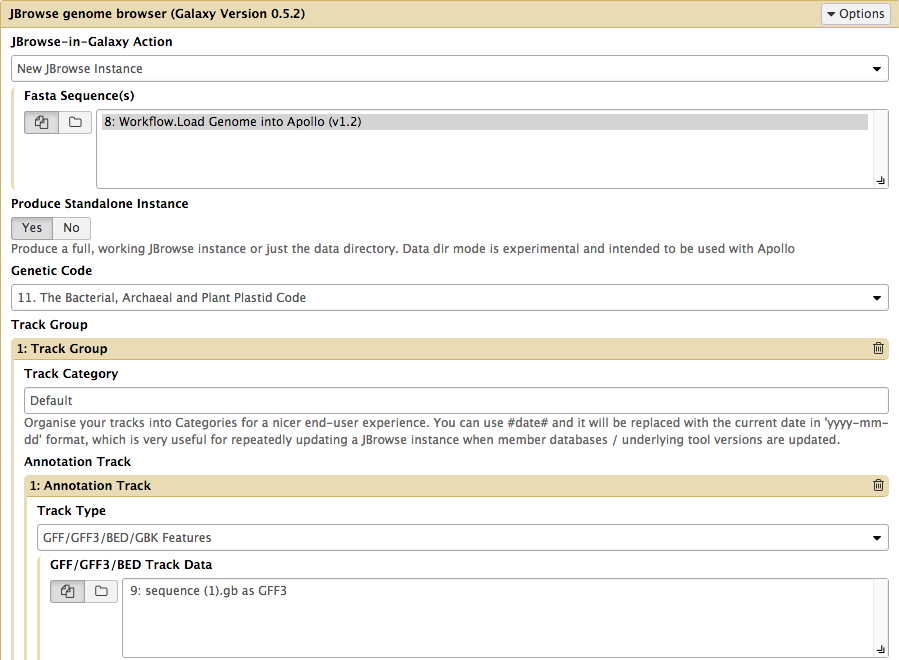 JBrowse genome browser (Galaxy Version 0.5.2)
Options
JBrowse-in-Galaxy Action
New JBrowse Instance
Fasta Sequence(s)
8: Workflow.Load Genome into Apollo (v1.2)
Produce Standalone Instance
Yes No
Produce a full, working JBrowse instance or just the data directory. Data dir mode is experimental and intended to be used with Apollo
Genetic Code
11. The Bacterial, Archaeal and Plant Plastid Code
Track Group
1: Track Group
Track Category
Default
Organise your tracks into Categories for a nicer end-user experience. You can use #date# and it will be replaced with the current date in 'yyyy-mm-
dd' format, which is very useful for repeatedly updating a JBrowse instance when member databases / underlying tool versions are updated.
Annotation Track
1: Annotation Track
Track Type
GFF/GFF3/BED/GBK Features
GFF/GFF3/BED Track Data
9: sequence (1).gb as GFF3